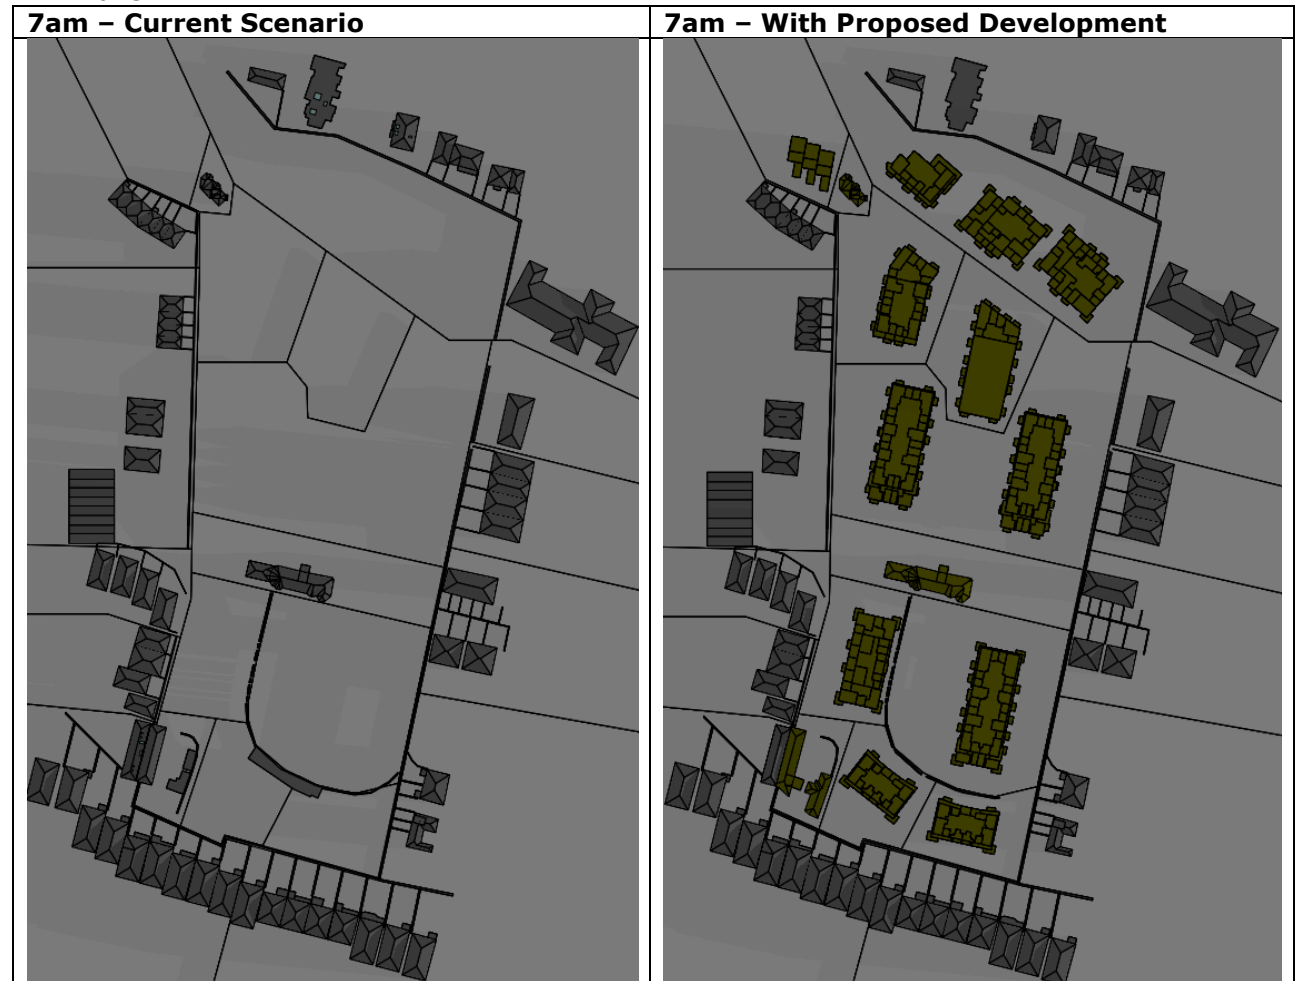 7am – Current Scenario
7am – With Proposed Development